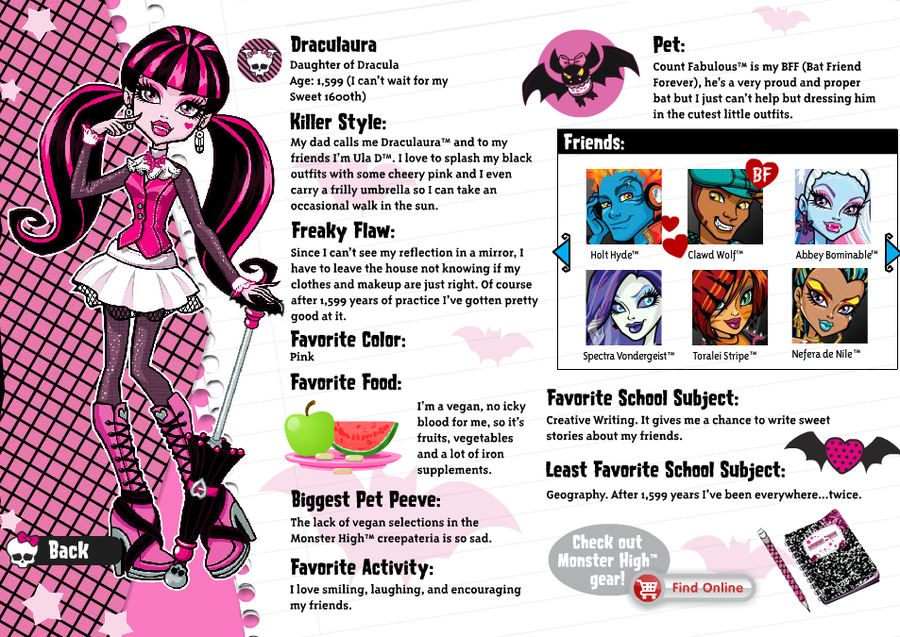 Draculaura
Daughter of Dracula
Age: 1,599 (I can't wait for my
Sweet 1600th)
Killer Style:
My dad calls me Draculaura™ and to my
friends I'm Ula D™. I love to splash my black
outfits with some cheery pink and I even
carry a frilly umbrella so I can take an
occasional walk in the sun.
Freaky Flaw:
Since I can't see my reflection in a mirror, I
have to leave the house not knowing if my
clothes and makeup are just right. Of course
after 1,599 years of practice I've gotten pretty
good at it.
Favorite Color:
Pink
Favorite Food:
I'm a vegan, no icky
blood for me, so it's
fruits, vegetables
and a lot of iron
supplements.
Biggest Pet Peeve:
The lack of vegan selections in the
Monster High™ creepateria is so sad.
Favorite Activity:
I love smiling, laughing, and encouraging
my friends.
Back
Pet:
Count Fabulous™ is my BFF (Bat Friend
Forever), he's a very proud and proper
bat but I just can't help but dressing him
in the cutest little outfits.
Friends:
BF
Holt Hyde™
Clawd Wolf™
Abbey Bominable™
Spectra Vondergeist™
Toralei Stripe™
Nefera de Nile™
Favorite School Subject:
Creative Writing. It gives me a chance to write sweet
stories about my friends.
Least Favorite School Subject:
Geography. After 1,599 years I've been everywhere...twice.
Check out
Monster High™
gear!
Find Online